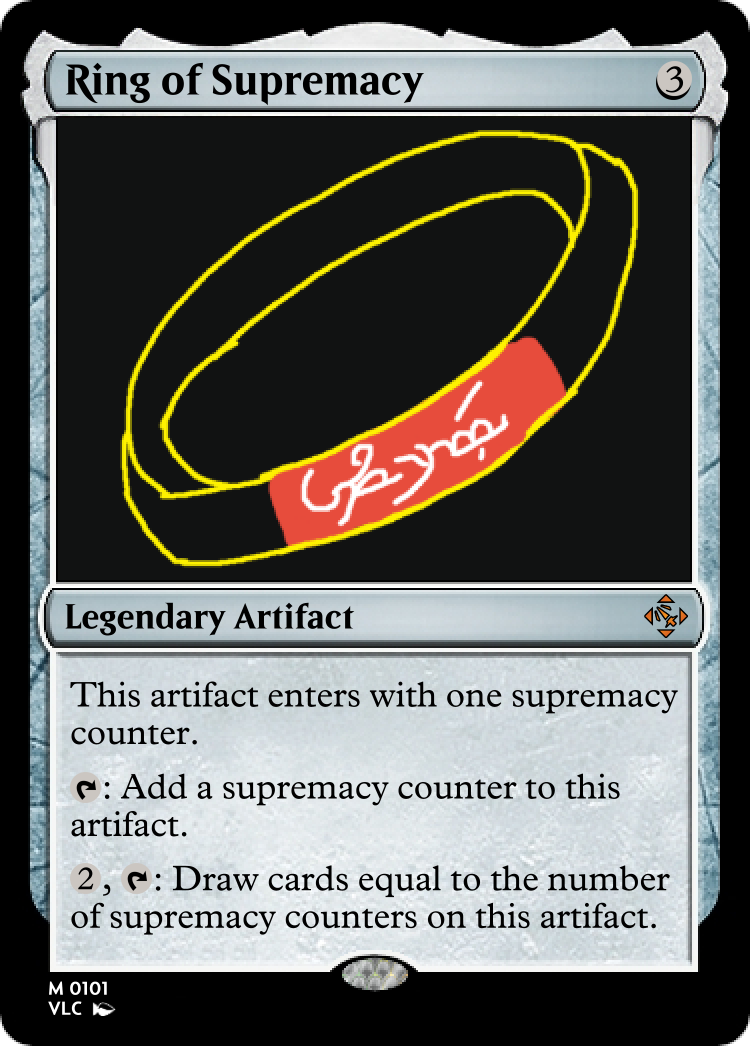 Ring of Supremacy 3
Legendary Artifact
This artifact enters with one supremacy
counter.
: Add a supremacy counter to this
artifact.
2, : Draw cards equal to the number
of supremacy counters on this artifact.
M 0101
VLC